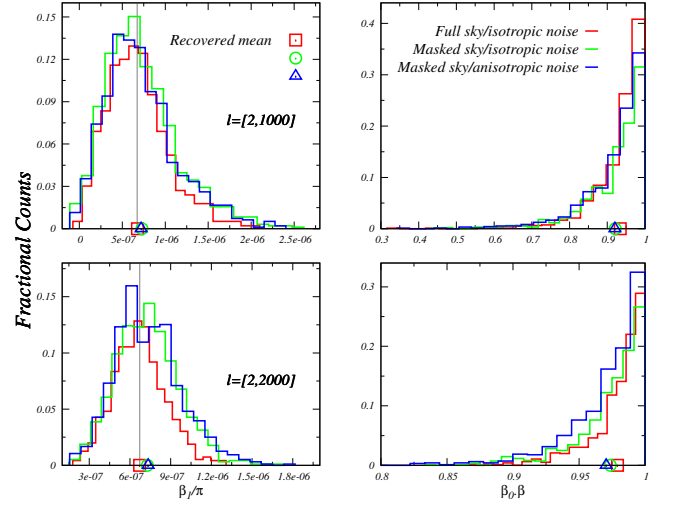 Fractional Counts
0.15
0.12
0.09
0.06
0.03
0
0 5e-07 1e-06 1.5e-06 2e-06 2.5e-06
Recovered mean
l=[2,1000]
0.4
0.3
0.2
0.1
0
0.3 0.4 0.5 0.6 0.7 0.8 0.9 1
Full sky/isotropic noise
Masked sky/isotropic noise
Masked sky/anisotropic noise
0.15
0.1
0.05
0
3e-07 6e-07 9e-07 1.2e-06 1.5e-06 1.8e-06
l=[2,2000]
β₁/π
0.3
0.2
0.1
0
0.8 0.85 0.9 0.95 1
β₀.β